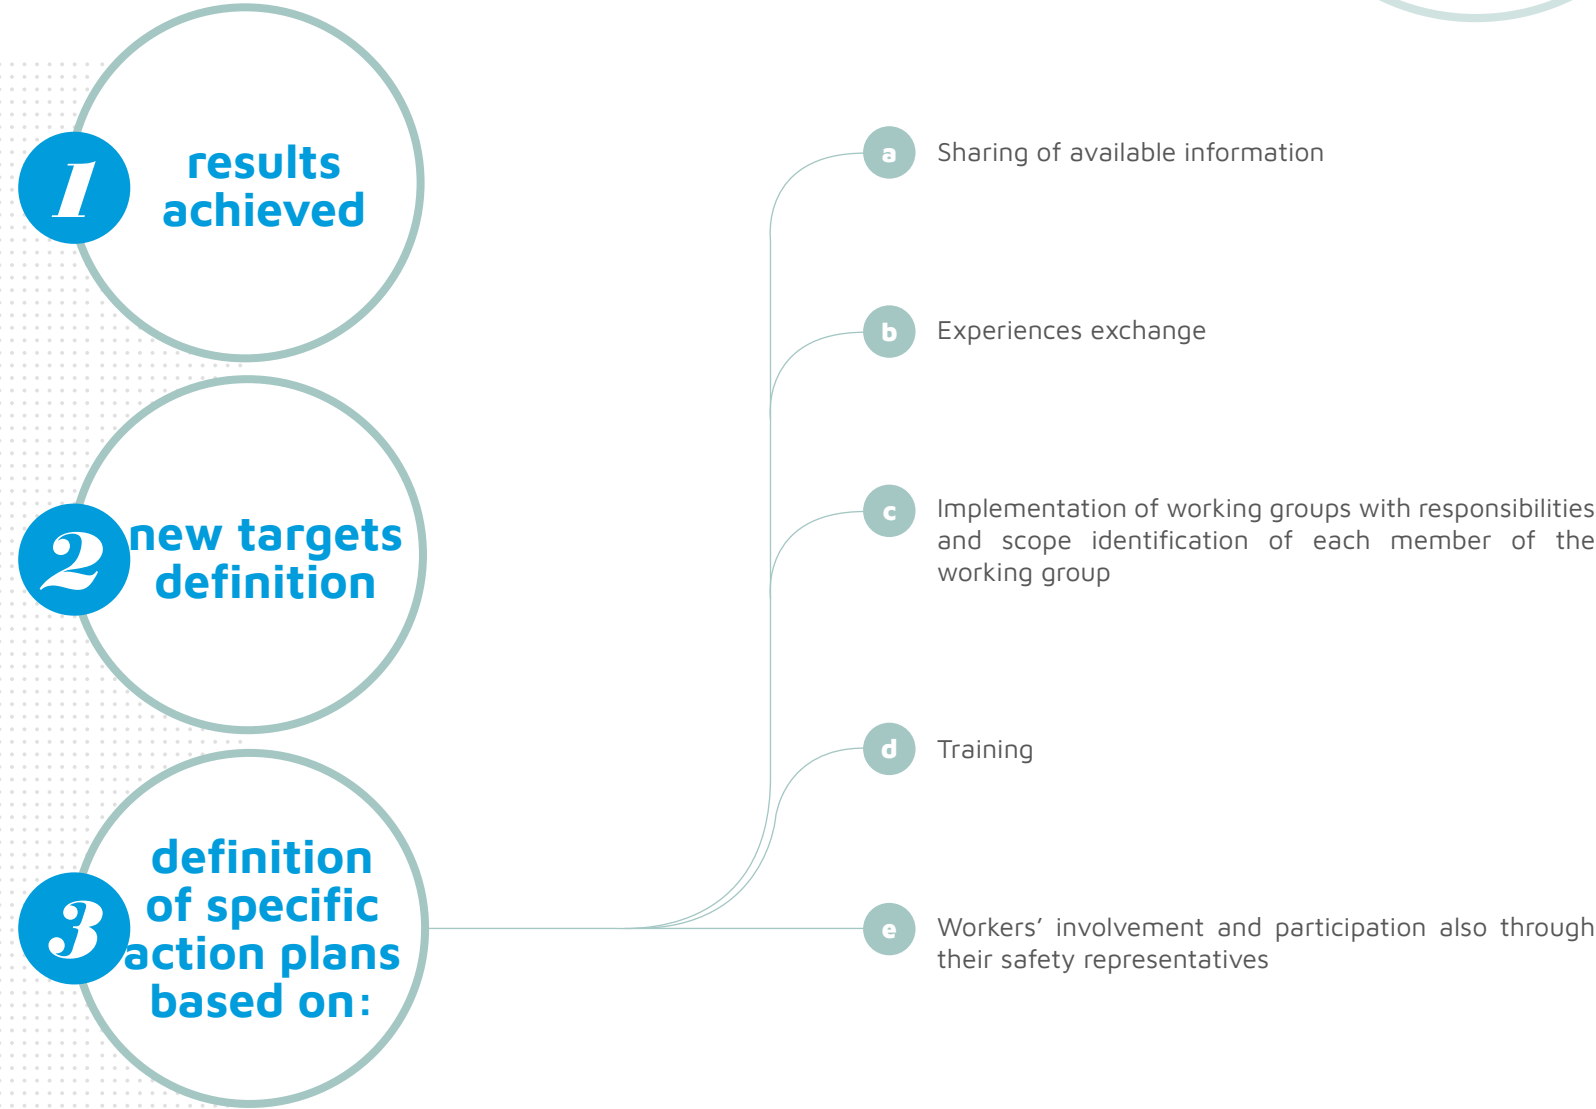 1
results
achieved
2
new targets
definition
3
definition
of specific
action plans
based on:
a
Sharing of available information
b
Experiences exchange
c
Implementation of working groups with responsibilities
and scope identification of each member of the
working group
d
Training
e
Workers’ involvement and participation also through
their safety representatives